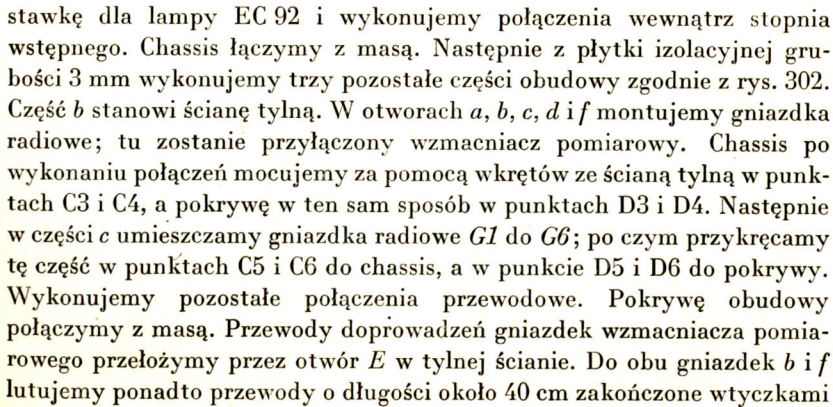 stawkę dla lampy EC 92 i wykonujemy połączenia wewnątrz stopnia
wstępnego. Chassis łączymy z masą. Następnie z płytki izolacyjnej gru-
bości 3 mm wykonujemy trzy pozostałe części obudowy zgodnie z rys. 302.
Część b stanowi ścianę tylną. W otworach a, b, c, d i f montujemy gniazdka
radiowe; tu zostanie przyłączony wzmacniacz pomiarowy. Chassis po
wykonaniu połączeń mocujemy za pomocą wkrętów ze ścianą tylną w punk-
tach C3 i C4, a pokrywę w ten sam sposób w punktach D3 i D4. Następnie
w części c umieszczamy gniazdka radiowe G1 do G6; po czym przykręcamy
tę część w punktach C5 i C6 do chassis, a w punkcie D5 i D6 do pokrywy.
Wykonujemy pozostałe połączenia przewodowe. Pokrywę obudowy
połączymy z masą. Przewody doprowadzeń gniazdek wzmacniacza pomia-
rowego przełożymy przez otwór E w tylnej ścianie. Do obu gniazdek b i f
lutujemy ponadto przewody o długości około 40 cm zakończone wtyczkami